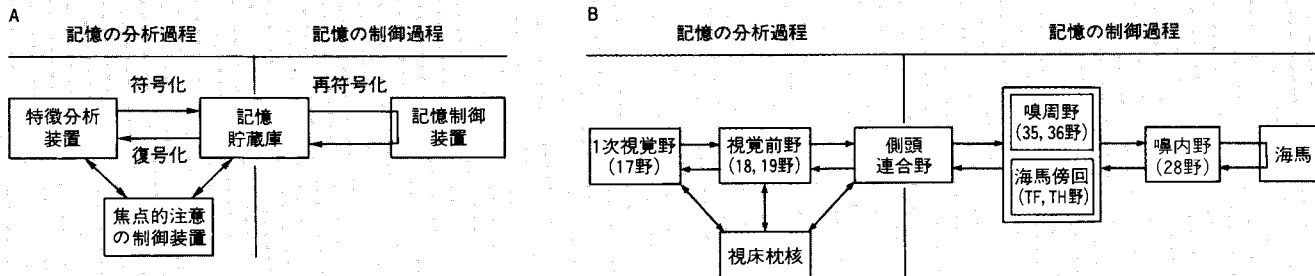 A
記憶の分析過程
記憶の制御過程
符号化
再符号化
特徴分析
装置
記憶
貯蔵庫
記憶制御
装置
復号化
焦点的注意
の制御装置
B
記憶の分析過程
記憶の制御過程
1次視覚野
(17野)
視覚前野
(18, 19野)
側頭
連合野
嗅周野
(35, 36野)
海馬傍回
(TF, TH野)
嗅内野
(28野)
海馬
視床枕核